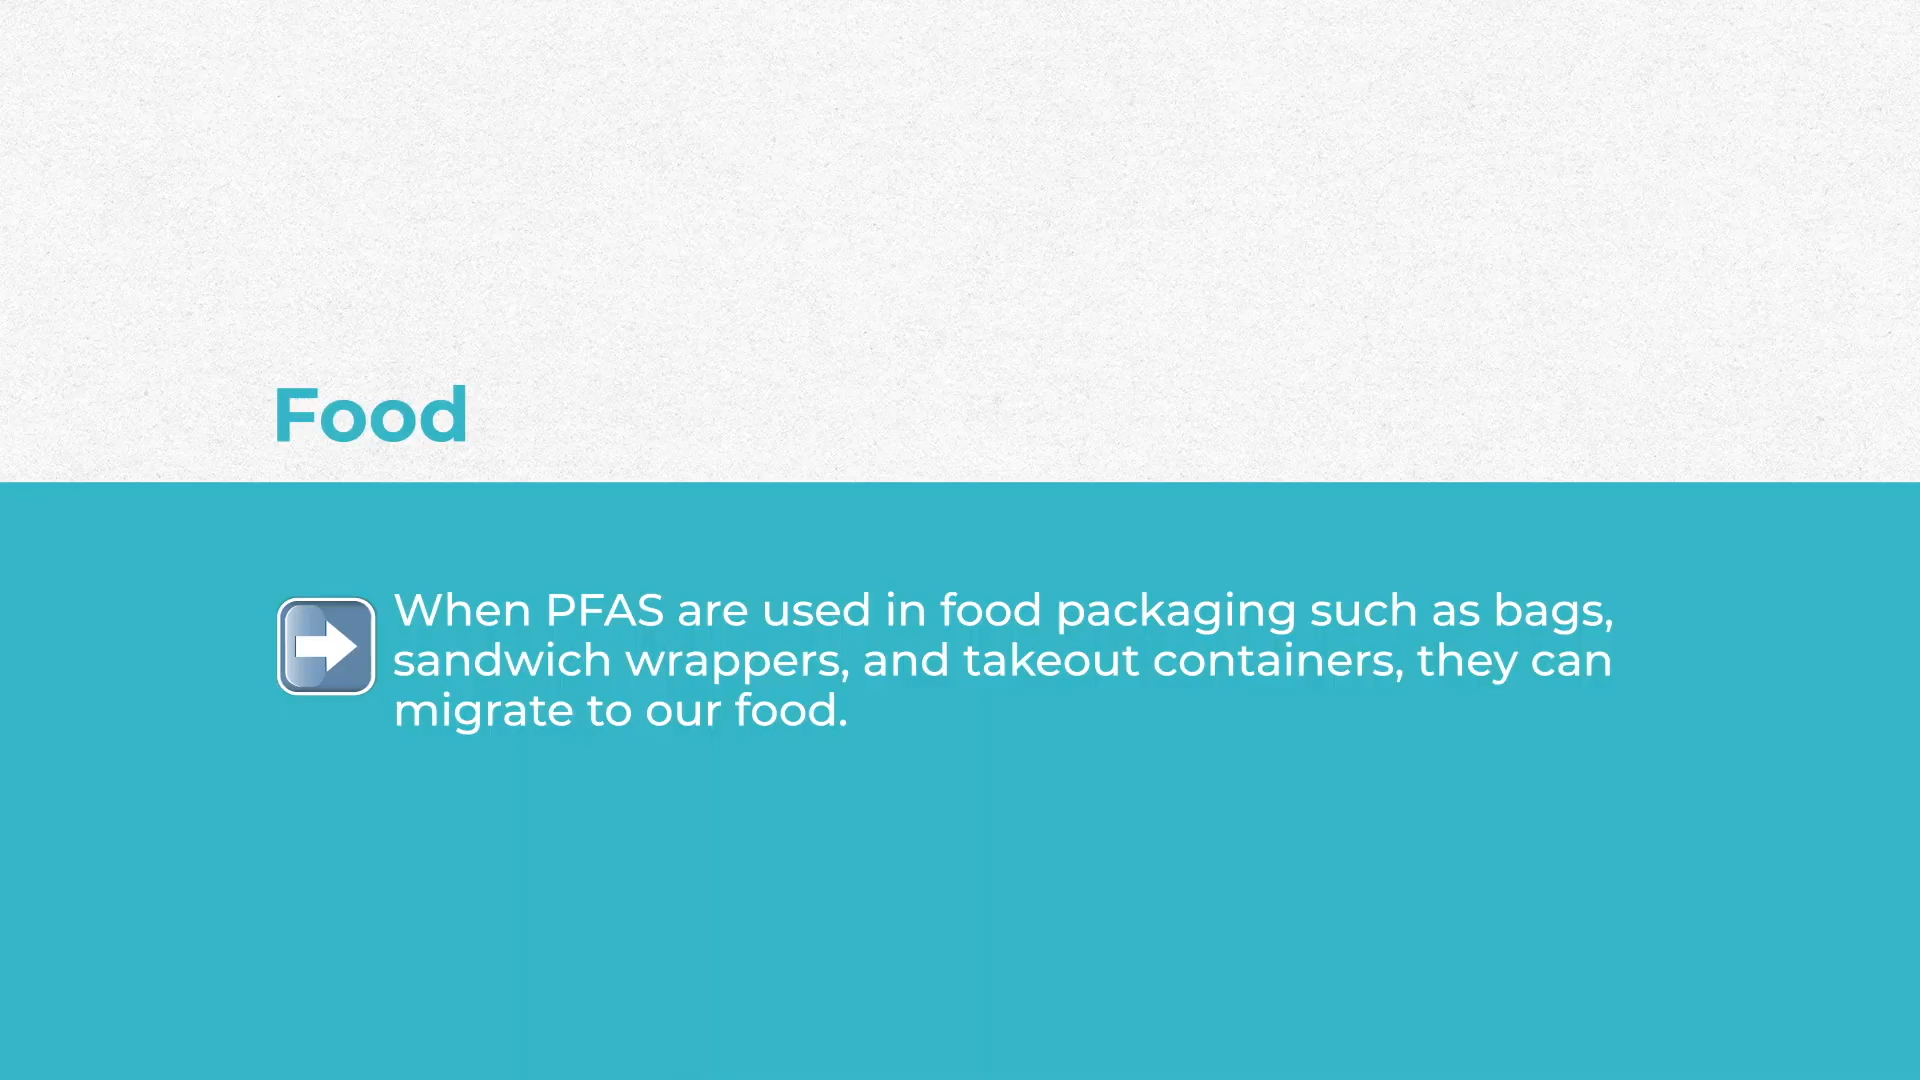 Food
When PFAS are used in food packaging such as bags,
sandwich wrappers, and takeout containers, they can
migrate to our food.